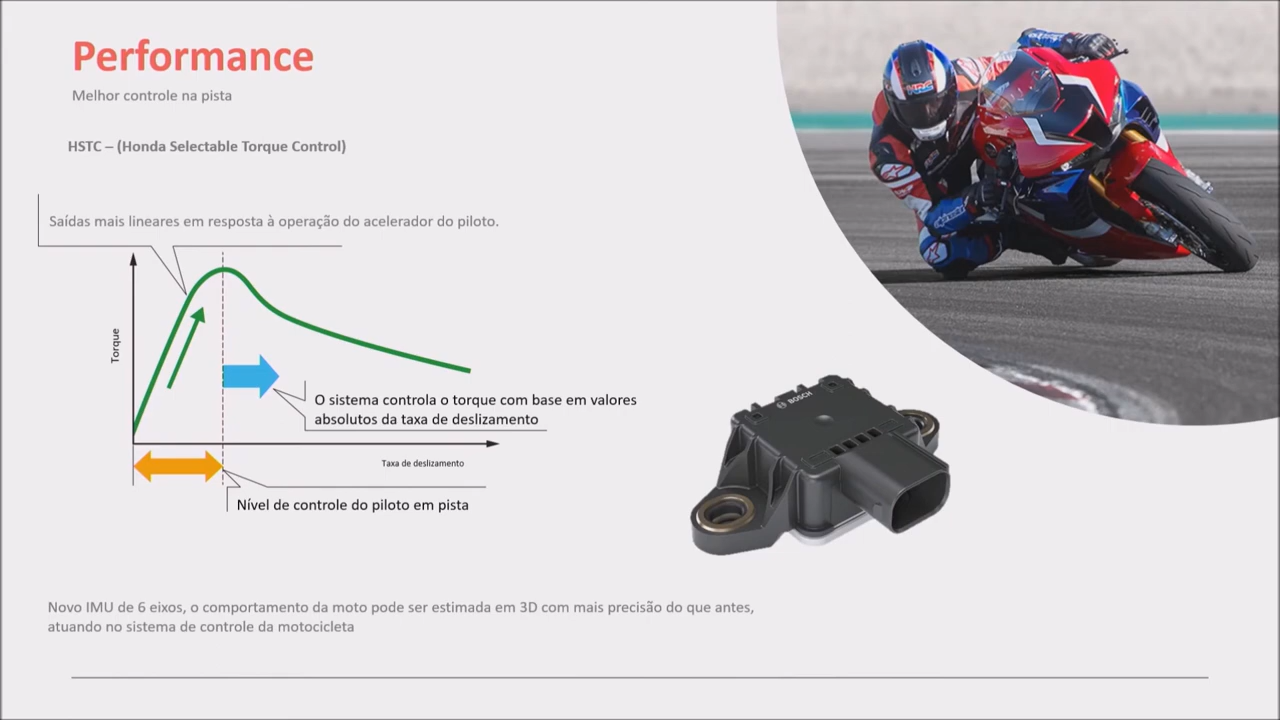 Performance
Melhor controle na pista
HSTC – (Honda Selectable Torque Control)
Saídas mais lineares em resposta à operação do acelerador do piloto.
Torque
O sistema controla o torque com base em valores
absolutos da taxa de deslizamento
Taxa de deslizamento
Nível de controle do piloto em pista
BOSCH
HRC
Novo IMU de 6 eixos, o comportamento da moto pode ser estimada em 3D com mais precisão do que antes,
atuando no sistema de controle da motocicleta